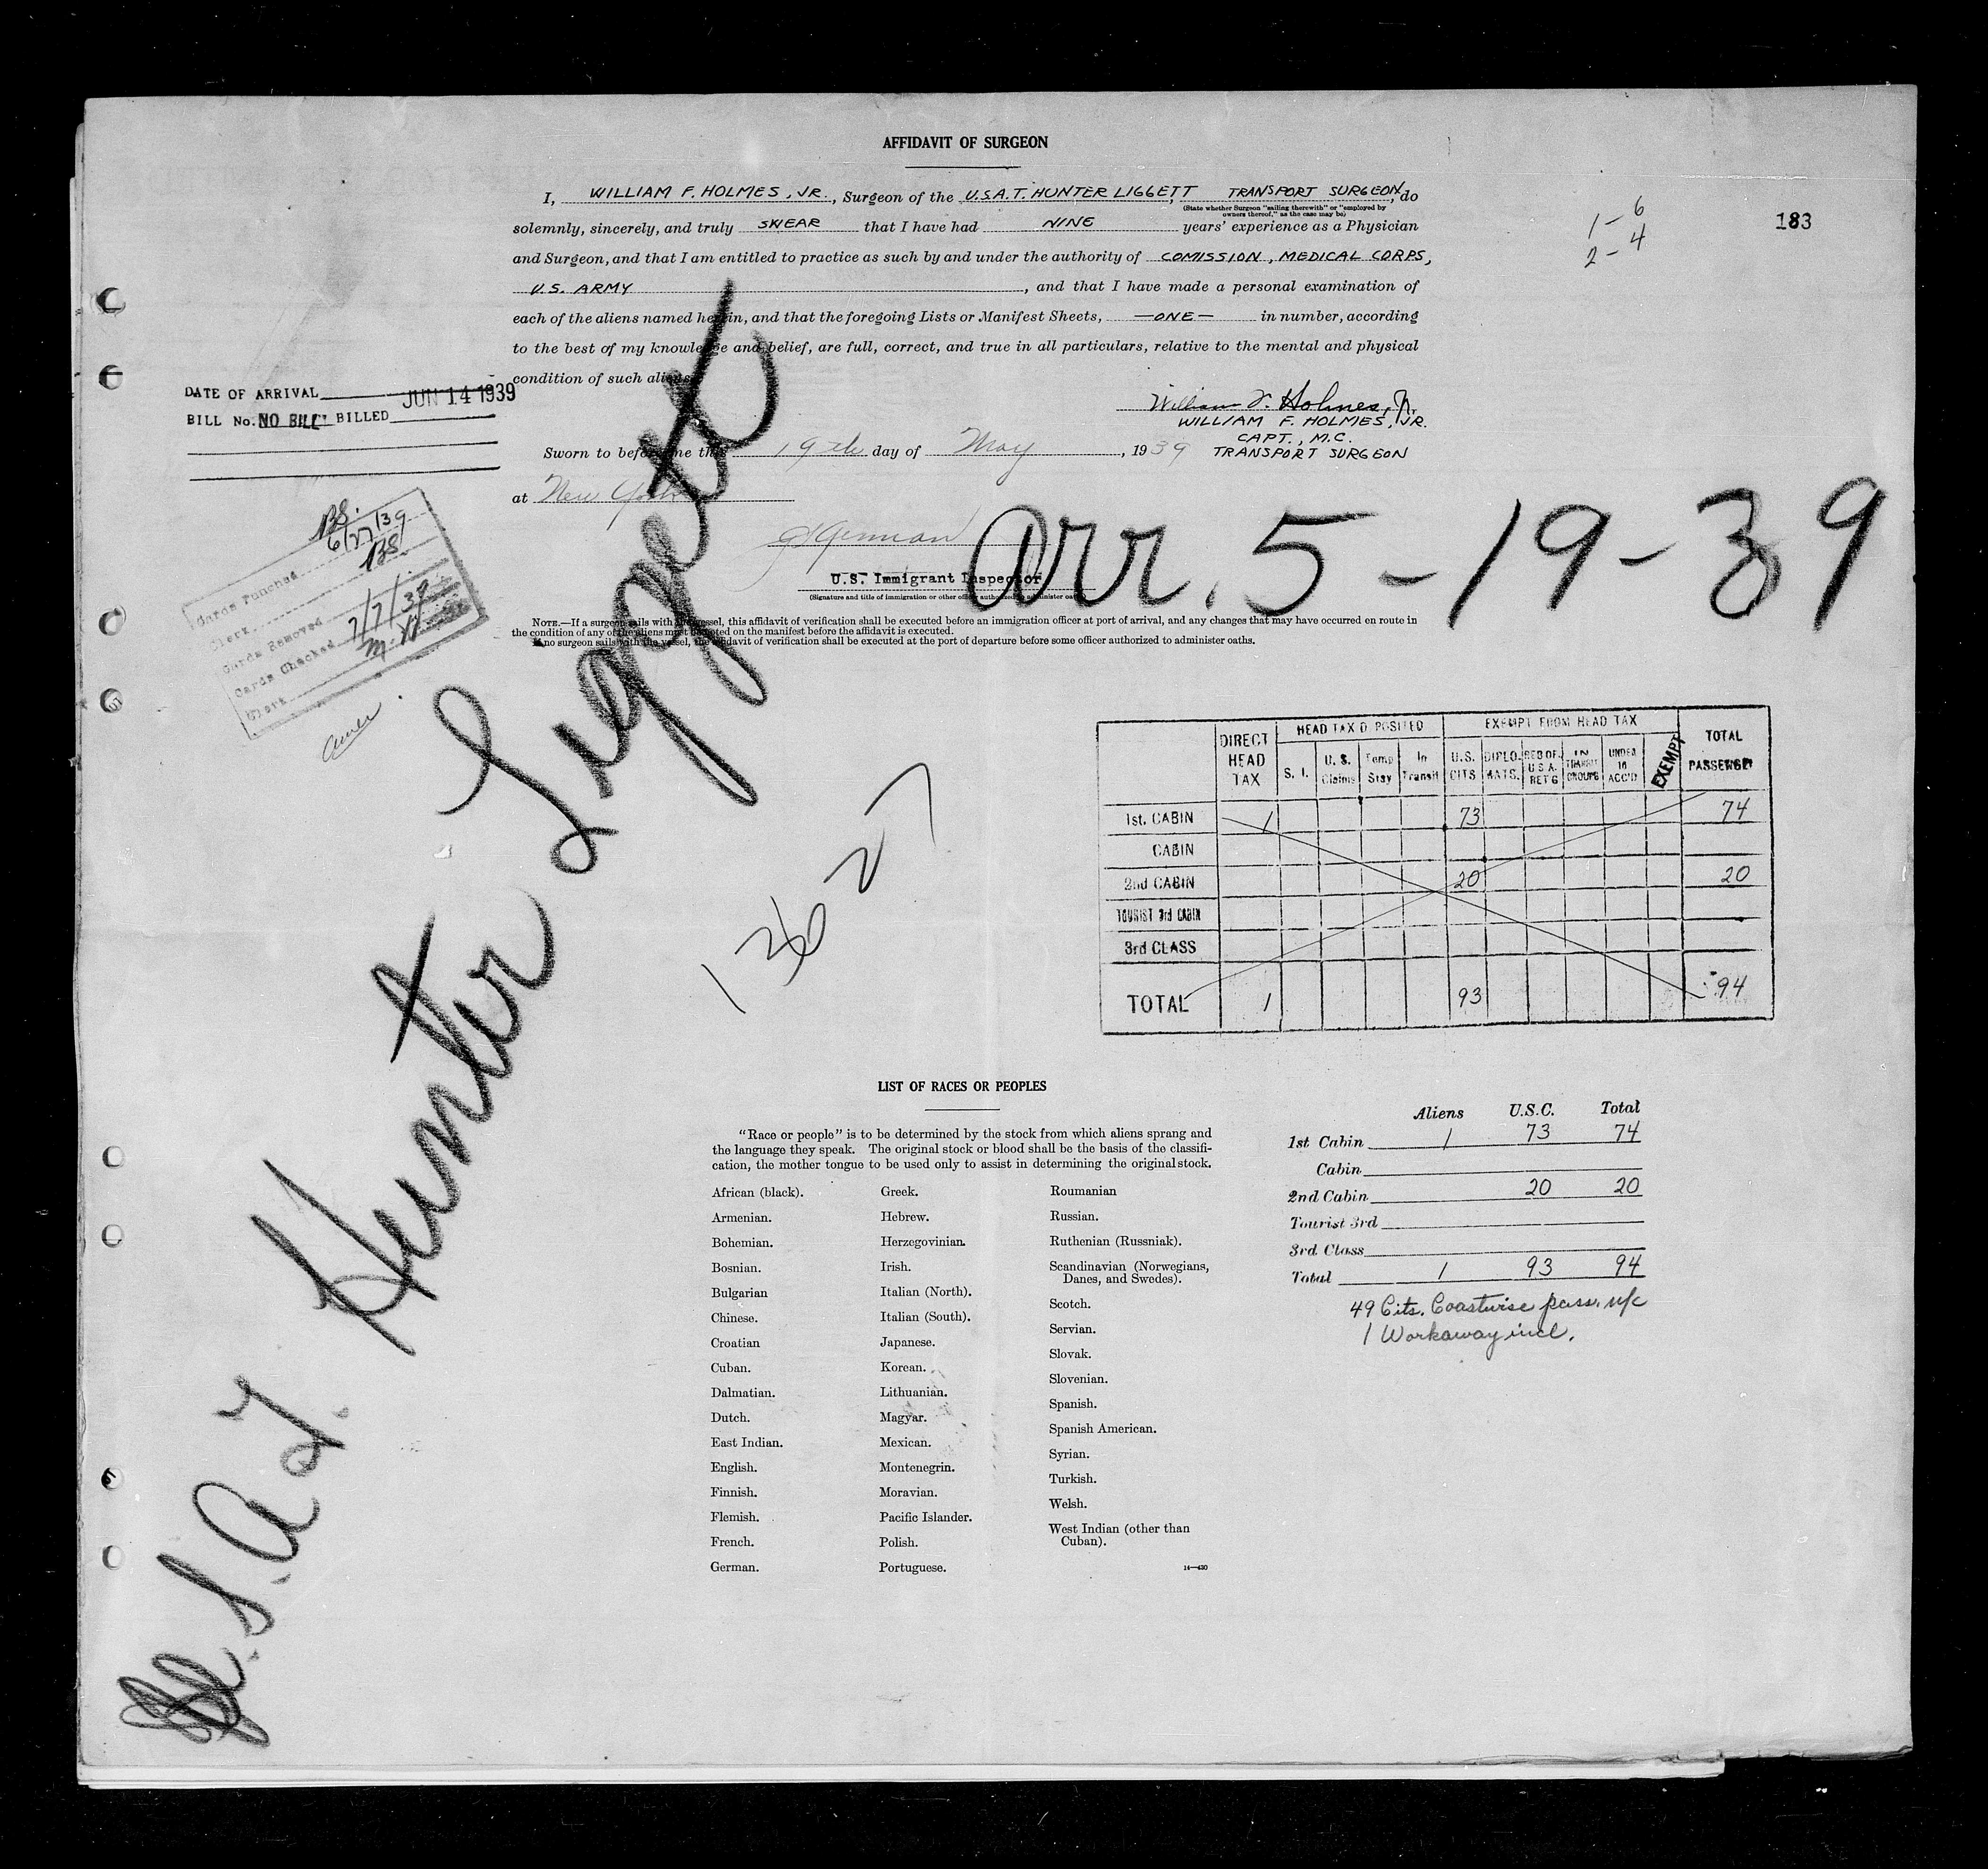 AFFIDAVIT OF SURGEON
I, WILLIAM F. HOLMES, JR., Surgeon of the U.S.A.T. HUNTER LIGGETT, TRANSPORT SURGEON, do
(State whether Surgeon "sailing therewith" or "employed by
owners thereof," as the case may be)
solemnly, sincerely, and truly SWEAR that I have had NINE years' experience as a Physician
and Surgeon, and that I am entitled to practice as such by and under the authority of COMISSION, MEDICAL CORPS,
U.S. ARMY, and that I have made a personal examination of
each of the aliens named herein, and that the foregoing Lists or Manifest Sheets, —ONE— in number, according
to the best of my knowledge and belief, are full, correct, and true in all particulars, relative to the mental and physical
condition of such aliens.
1 – 6
2 – 4
183
DATE OF ARRIVAL JUN 14 1939
BILL No. NO BILL BILLED
William F. Holmes, Jr.
WILLIAM F. HOLMES, JR.
CAPT., M.C.
TRANSPORT SURGEON
Sworn to before me this 19th day of May, 1939
at New York
U.S. Immigrant Inspector
(Signature and title of immigration or other officer authorized to administer oaths)
Arr. 5-19-39
NOTE.—If a surgeon sails with the vessel, this affidavit of verification shall be executed before an immigration officer at port of arrival, and any changes that may have occurred en route in
the condition of any of the aliens must be noted on the manifest before the affidavit is executed.
If no surgeon sails with the vessel, the affidavit of verification shall be executed at the port of departure before some officer authorized to administer oaths.
Cards Punched BS. 6/27/39
Clerk BS
Cards Removed
Cards Checked 7/7/39
Clerk
U.S.A.T. Hunter Liggett
13627
DIRECT HEAD TAX
HEAD TAX DEPOSITED
S. I. U. S. Claims Temp Stay In Transit
EXEMPT FROM HEAD TAX
U.S. CITS DIPLO. MATS. RES OF. U S A. RET'G IN TRANSIT GROUPS UNDER 16 ACC'D EXEMPT
TOTAL PASSENGER
1st. CABIN 1 73 74
CABIN
2nd CABIN 20 20
TOURIST 3rd CABIN
3rd CLASS
TOTAL 1 93 94
LIST OF RACES OR PEOPLES
"Race or people" is to be determined by the stock from which aliens sprang and
the language they speak. The original stock or blood shall be the basis of the classifi-
cation, the mother tongue to be used only to assist in determining the original stock.
African (black).
Armenian.
Bohemian.
Bosnian.
Bulgarian
Chinese.
Croatian
Cuban.
Dalmatian.
Dutch.
East Indian.
English.
Finnish.
Flemish.
French.
German.
Greek.
Hebrew.
Herzegovinian.
Irish.
Italian (North).
Italian (South).
Japanese.
Korean.
Lithuanian.
Magyar.
Mexican.
Montenegrin.
Moravian.
Pacific Islander.
Polish.
Portuguese.
Roumanian
Russian.
Ruthenian (Russniak).
Scandinavian (Norwegians,
Danes, and Swedes).
Scotch.
Servian.
Slovak.
Slovenian.
Spanish.
Spanish American.
Syrian.
Turkish.
Welsh.
West Indian (other than
Cuban).
14—430
Aliens U.S.C. Total
1st Cabin 1 73 74
Cabin
2nd Cabin 20 20
Tourist 3rd
3rd Class
Total 1 93 94
49 Cits. Coastwise pass. n/c
1 Workaway incl.